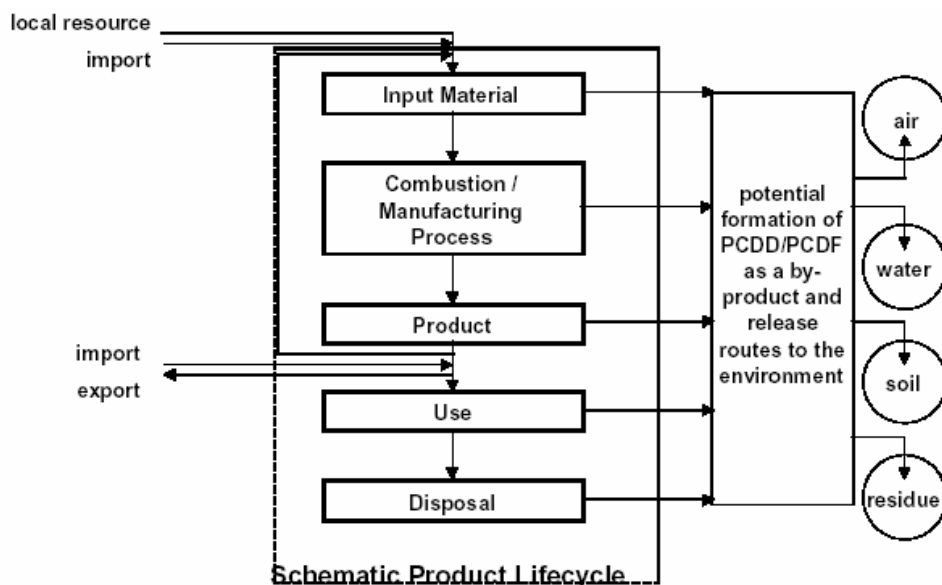 local resource
import
Input Material
Combustion /
Manufacturing
Process
Product
import
export
Use
Disposal
Schematic Product Lifecycle
potential
formation of
PCDD/PCDF
as a by-
product and
release
routes to the
environment
air
water
soil
residue